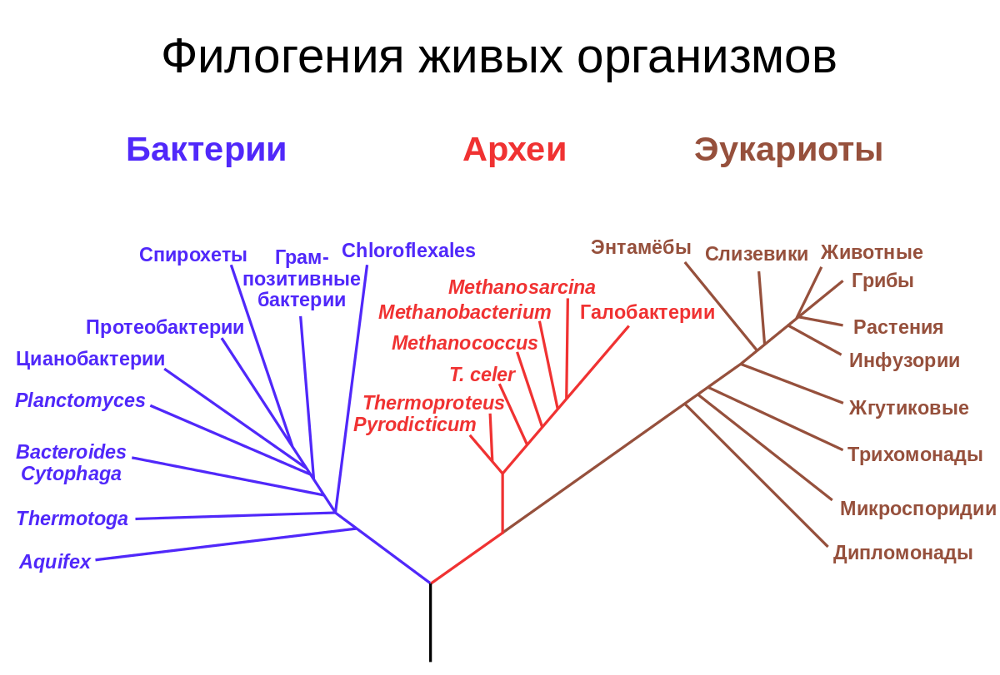 Филогения живых организмов
Бактерии
Археи
Эукариоты
Спирохеты
Грам-
позитивные
бактерии
Chloroflexales
Протеобактерии
Цианобактерии
Planctomyces
Bacteroides
Cytophaga
Thermotoga
Aquifex
Methanosarcina
Methanobacterium
Галобактерии
Methanococcus
T. celer
Thermoproteus
Pyrodicticum
Энтамёбы
Слизевики
Животные
Грибы
Растения
Инфузории
Жгутиковые
Трихомонады
Микроспоридии
Дипломонады